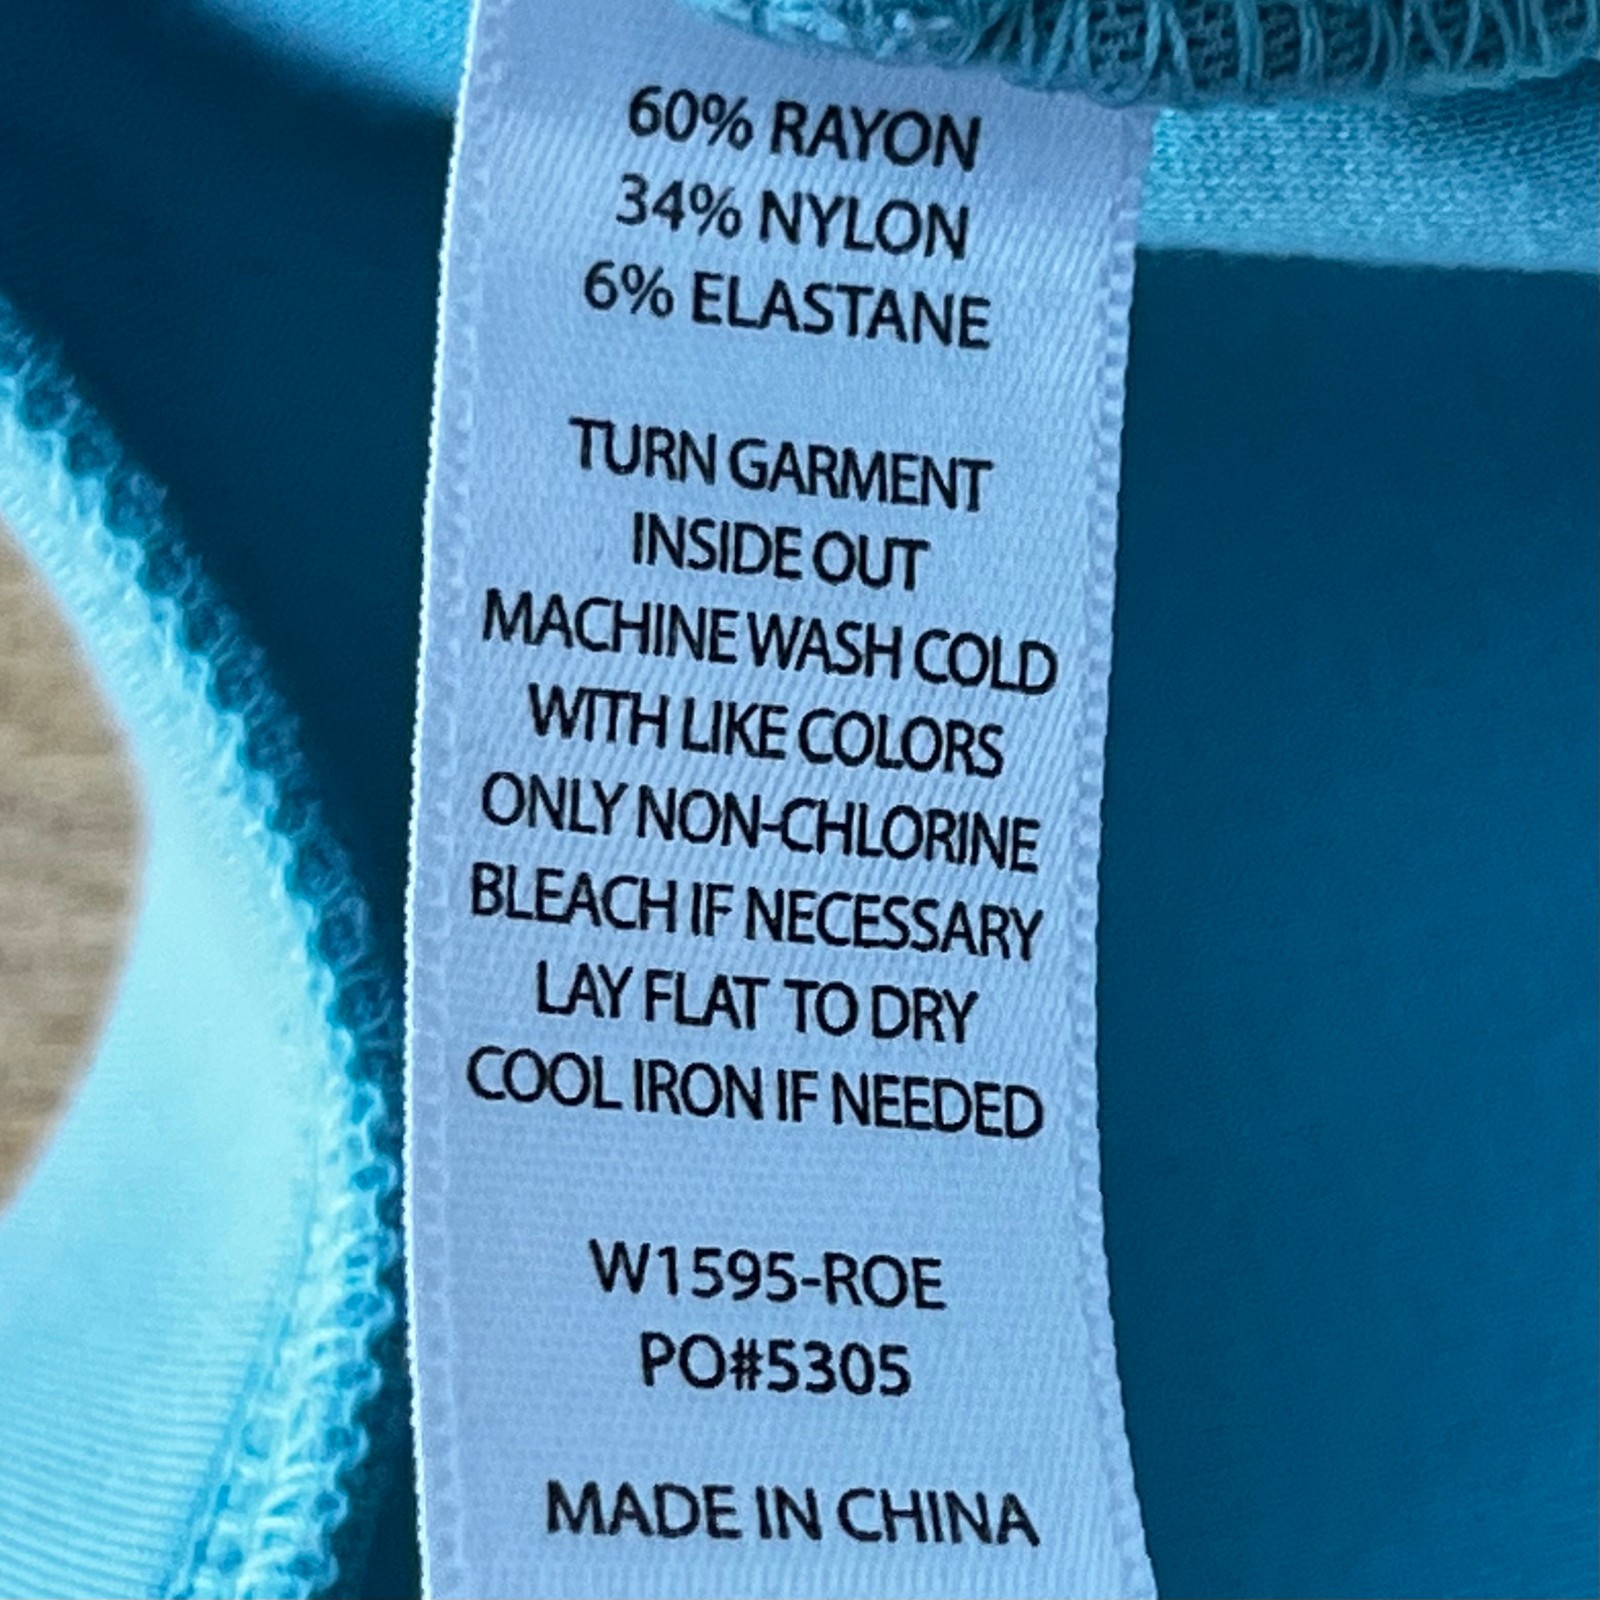 60% RAYON
34% NYLON
6% ELASTANE
TURN GARMENT
INSIDE OUT
MACHINE WASH COLD
WITH LIKE COLORS
ONLY NON-CHLORINE
BLEACH IF NECESSARY
LAY FLAT TO DRY
COOL IRON IF NEEDED
W1595-ROE
PO#5305
MADE IN CHINA